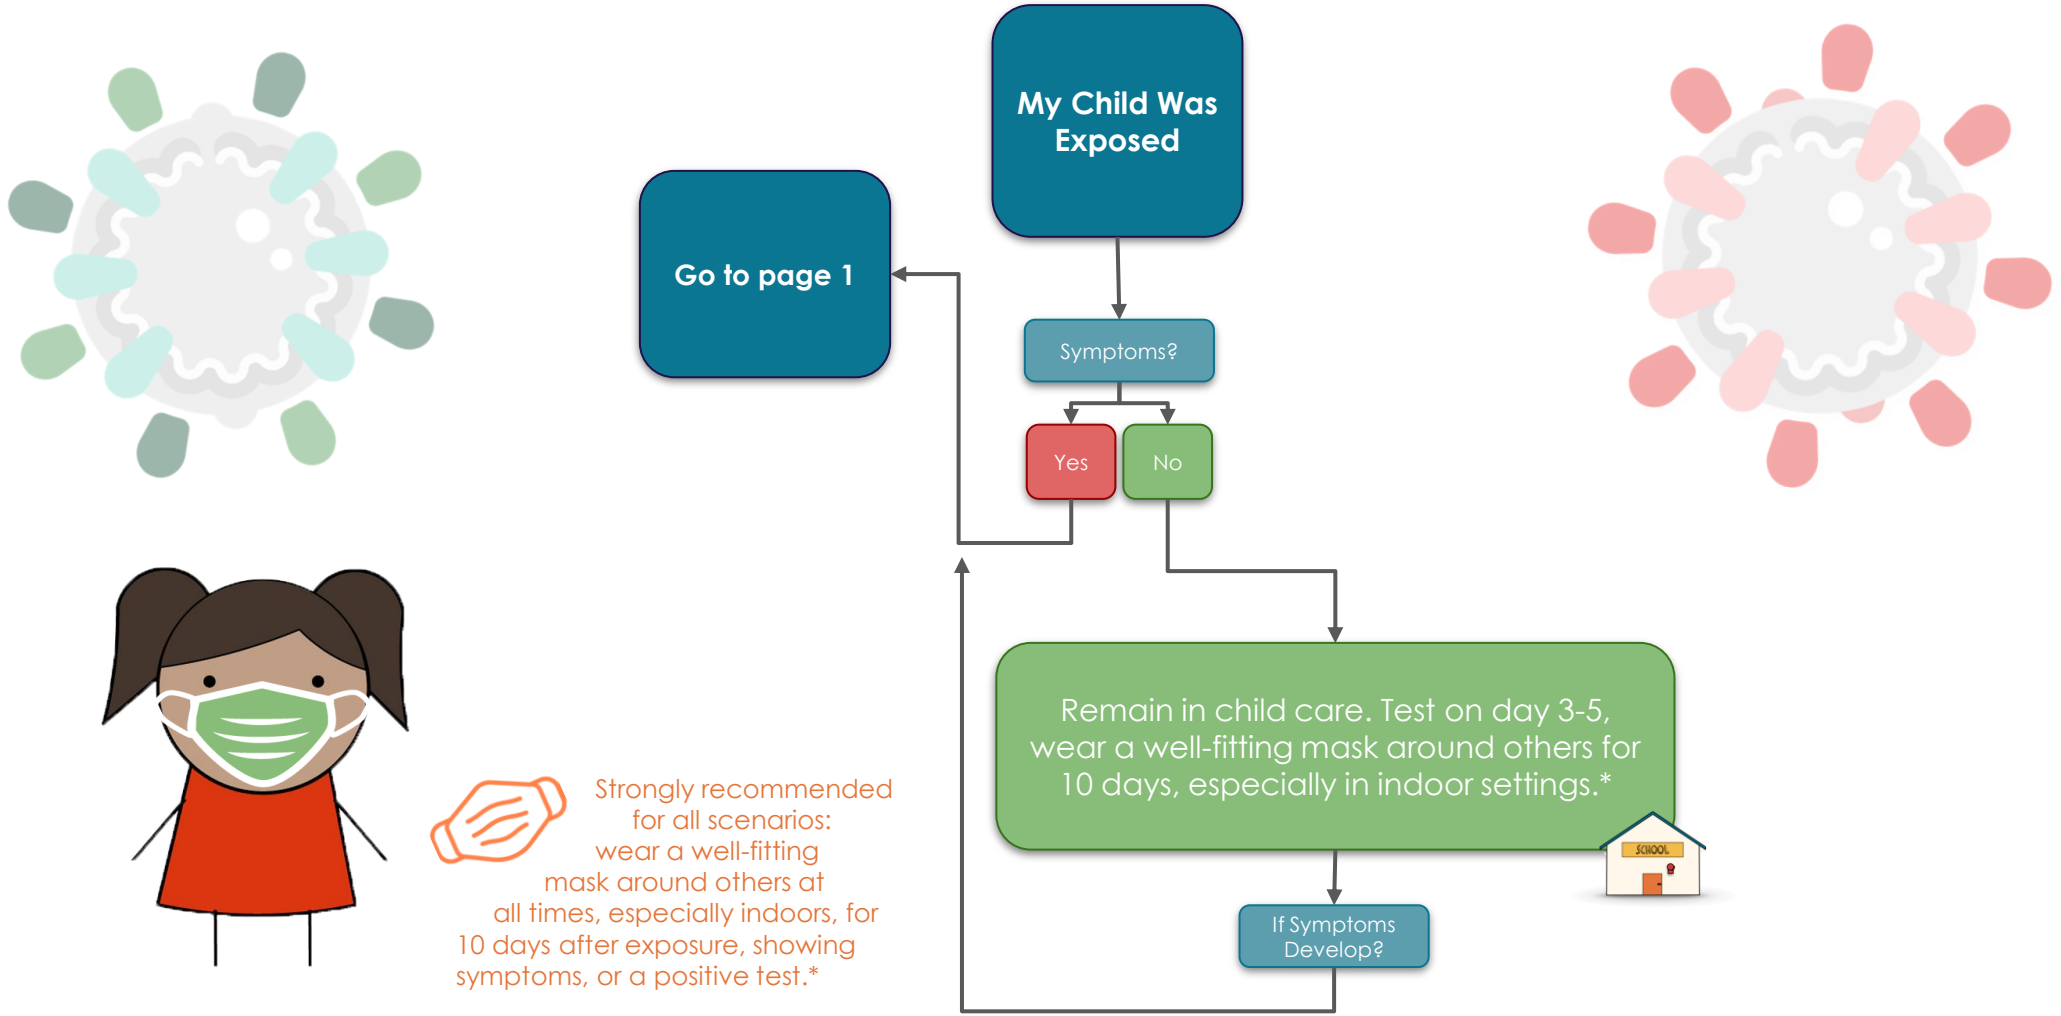 My Child Was
Exposed
Go to page 1
Symptoms?
Yes
No
Remain in child care. Test on day 3-5,
wear a well-fitting mask around others for
10 days, especially in indoor settings.*
SCHOOL
If Symptoms
Develop?
Strongly recommended
for all scenarios:
wear a well-fitting
mask around others at
all times, especially indoors, for
10 days after exposure, showing
symptoms, or a positive test.*